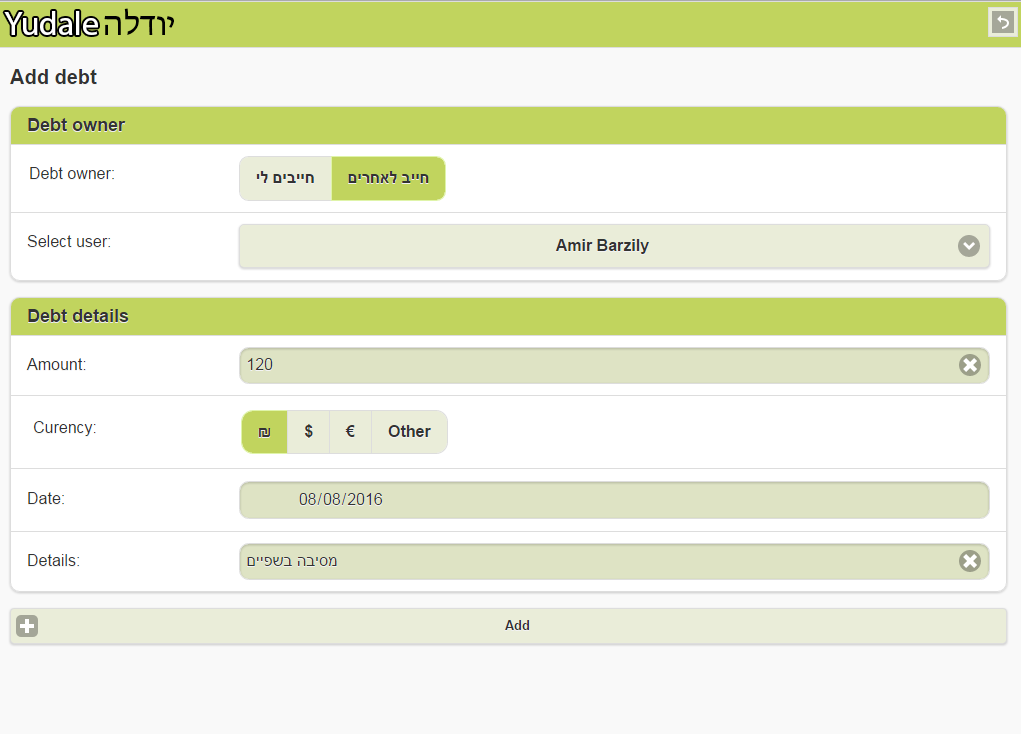 Yudale יודלה
Add debt
Debt owner
Debt owner:
חייבים לי
חייב לאחרים
Select user:
Amir Barzily
Debt details
Amount:
120
Curency:
₪ $ € Other
Date:
08/08/2016
Details:
מסיבה בשפיים
Add